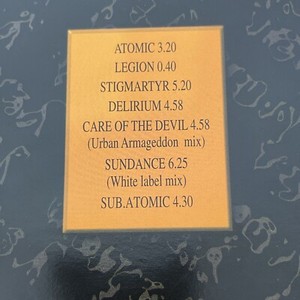 ATOMIC 3.20
LEGION 0.40
STIGMARTYR 5.20
DELIRIUM 4.58
CARE OF THE DEVIL 4.58
(Urban Armageddon mix)
SUNDANCE 6.25
(White label mix)
SUB.ATOMIC 4.30